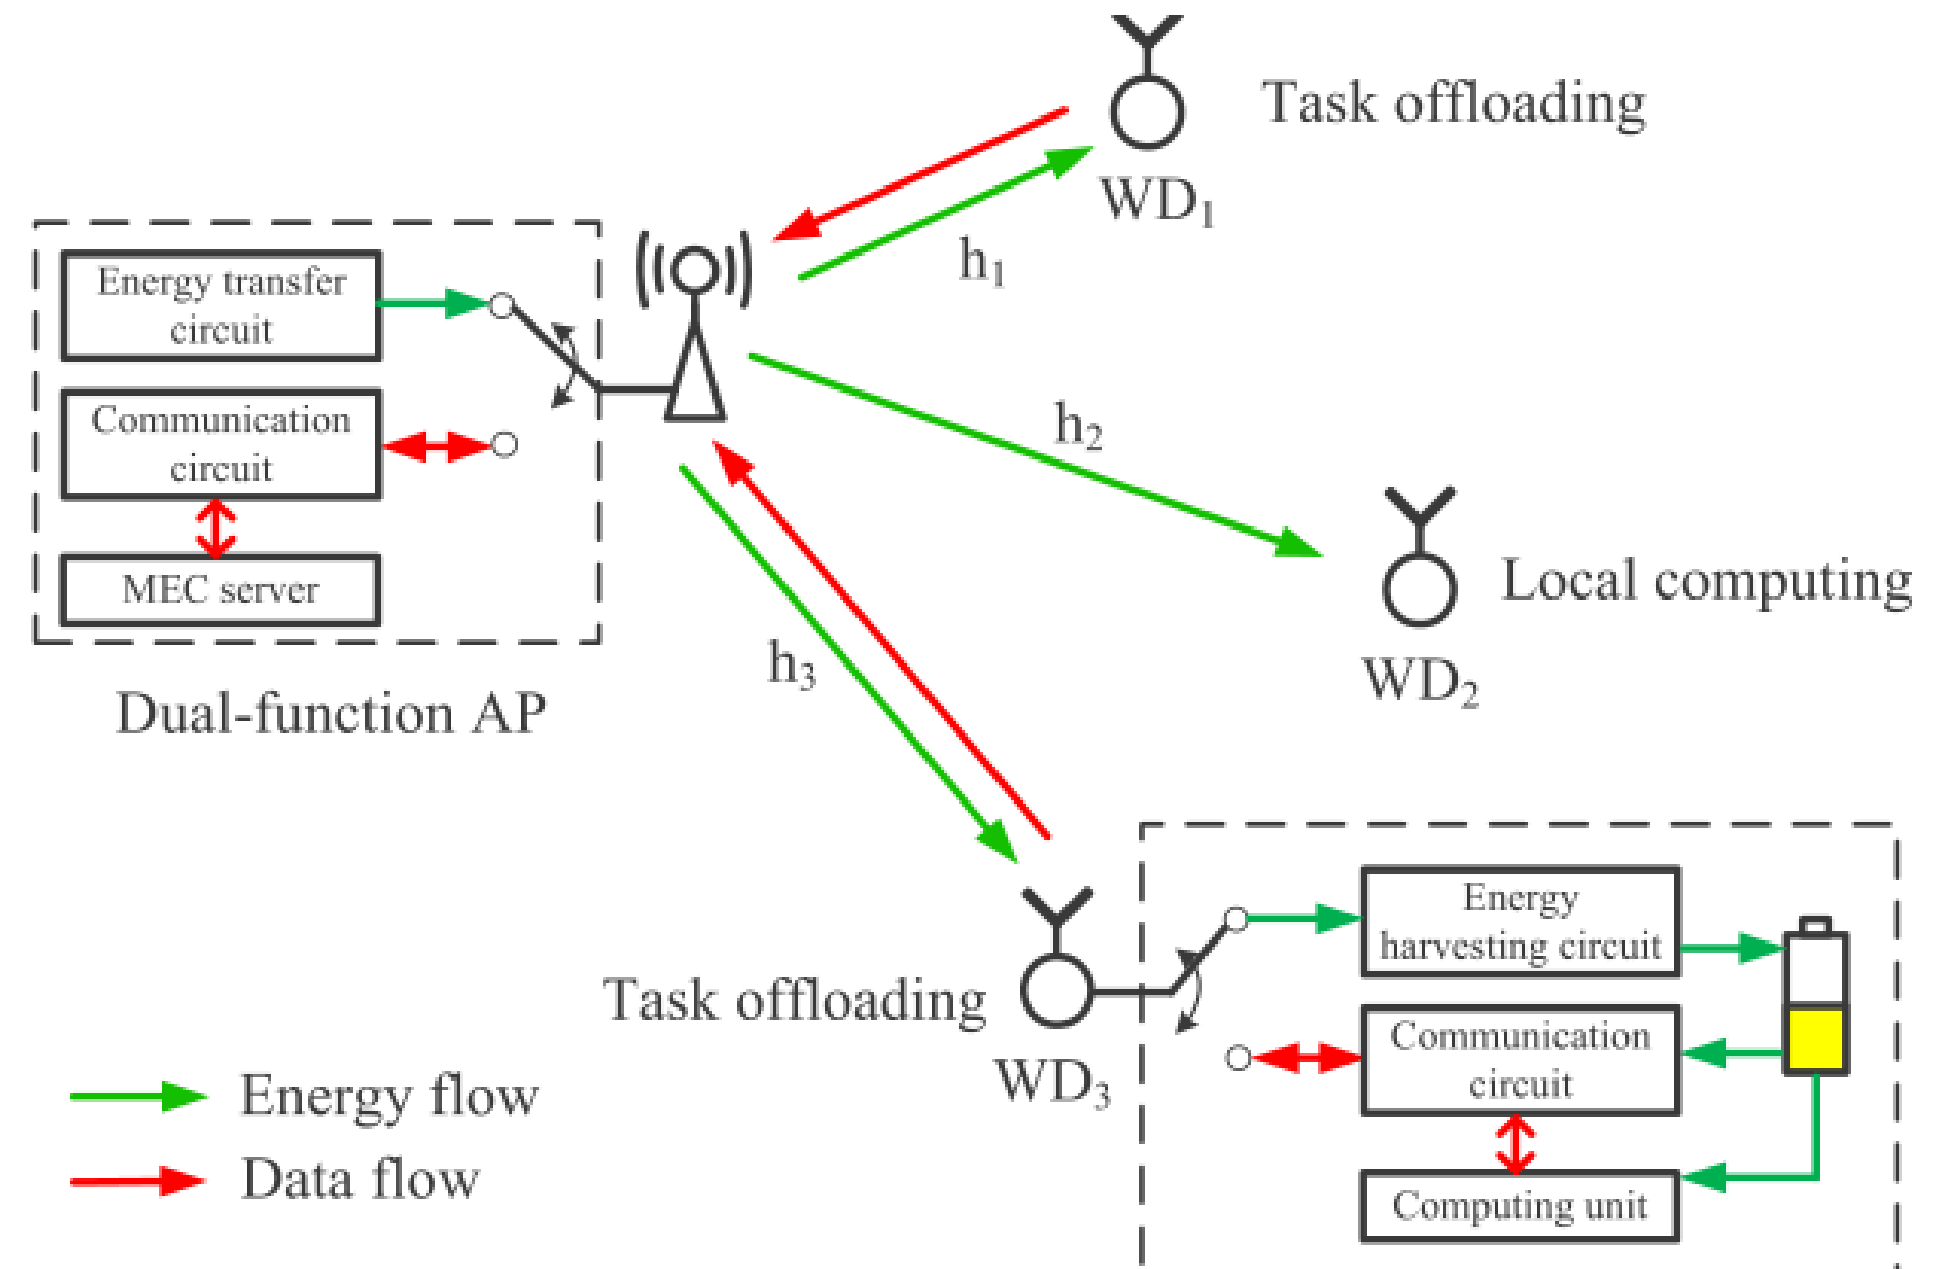 Task offloading
WD1
h1
Energy transfer
circuit
Communication
circuit
MEC server
Dual-function AP
h2
Local computing
WD2
h3
Task offloading
WD3
Energy
harvesting circuit
Communication
circuit
Computing unit
Energy flow
Data flow